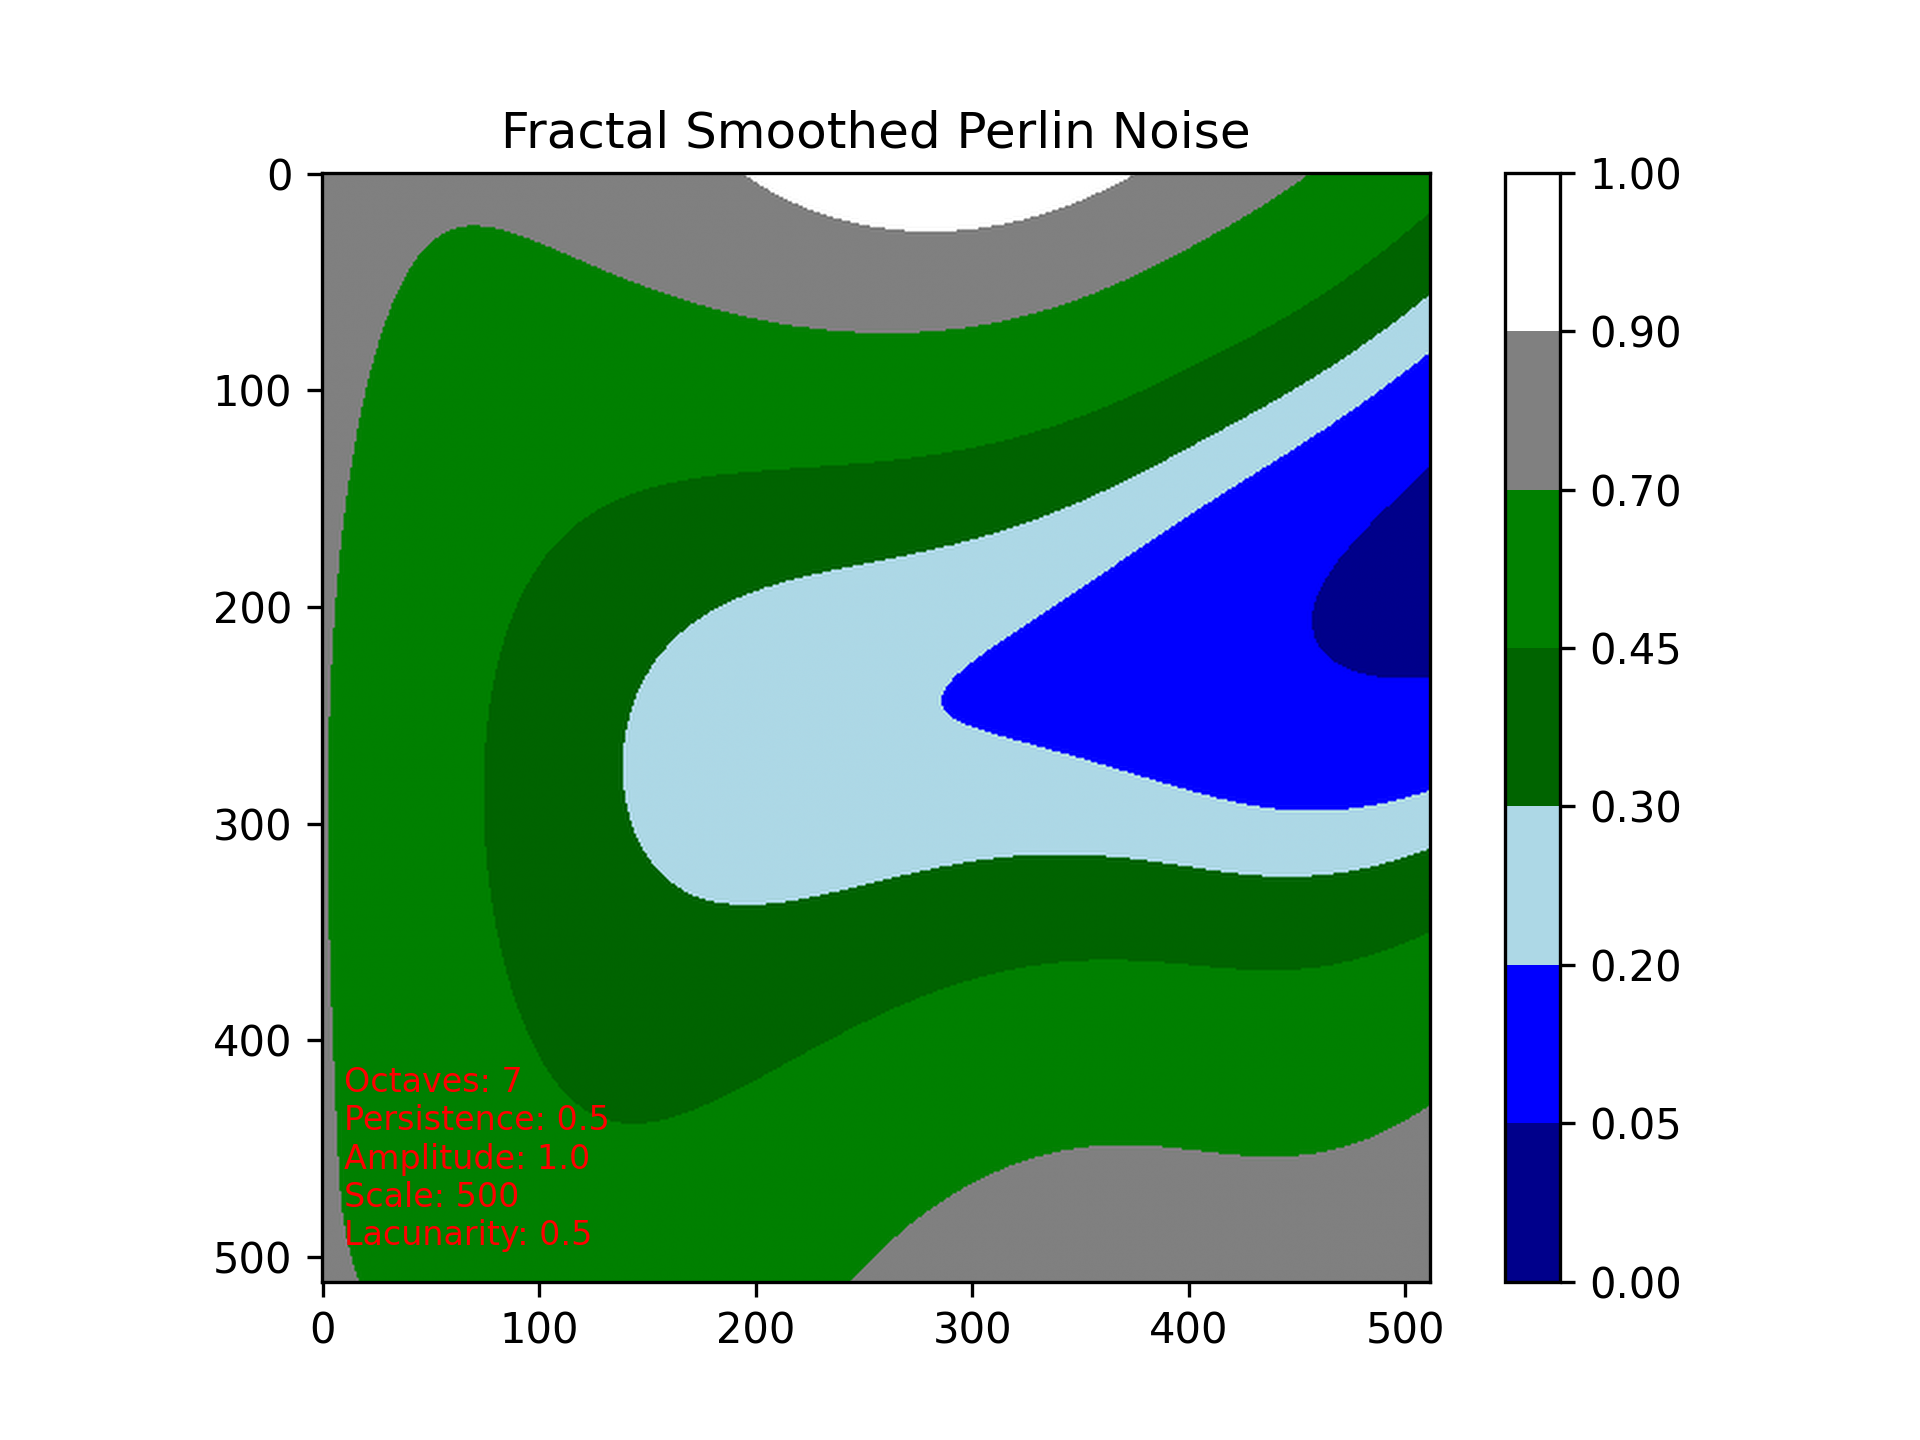 Fractal Smoothed Perlin Noise
0
100
200
300
400
500
Octaves: 7
Persistence: 0.5
Amplitude: 1.0
Scale: 500
Lacunarity: 0.5
0 100 200 300 400 500
1.00
0.90
0.70
0.45
0.30
0.20
0.05
0.00